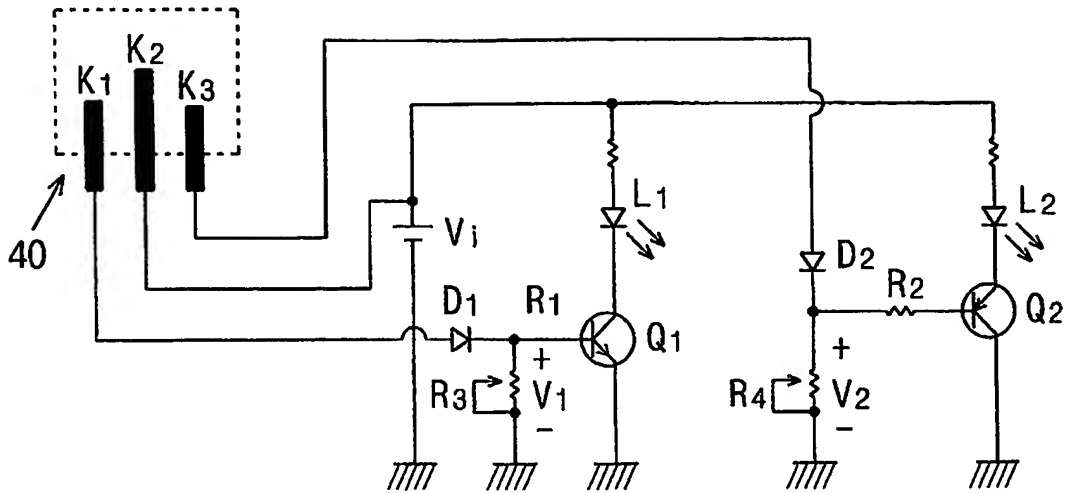 K1
K2
K3
40
Vi
L1
L2
D1
R1
Q1
D2
R2
Q2
R3
+
V1
-
R4
+
V2
-